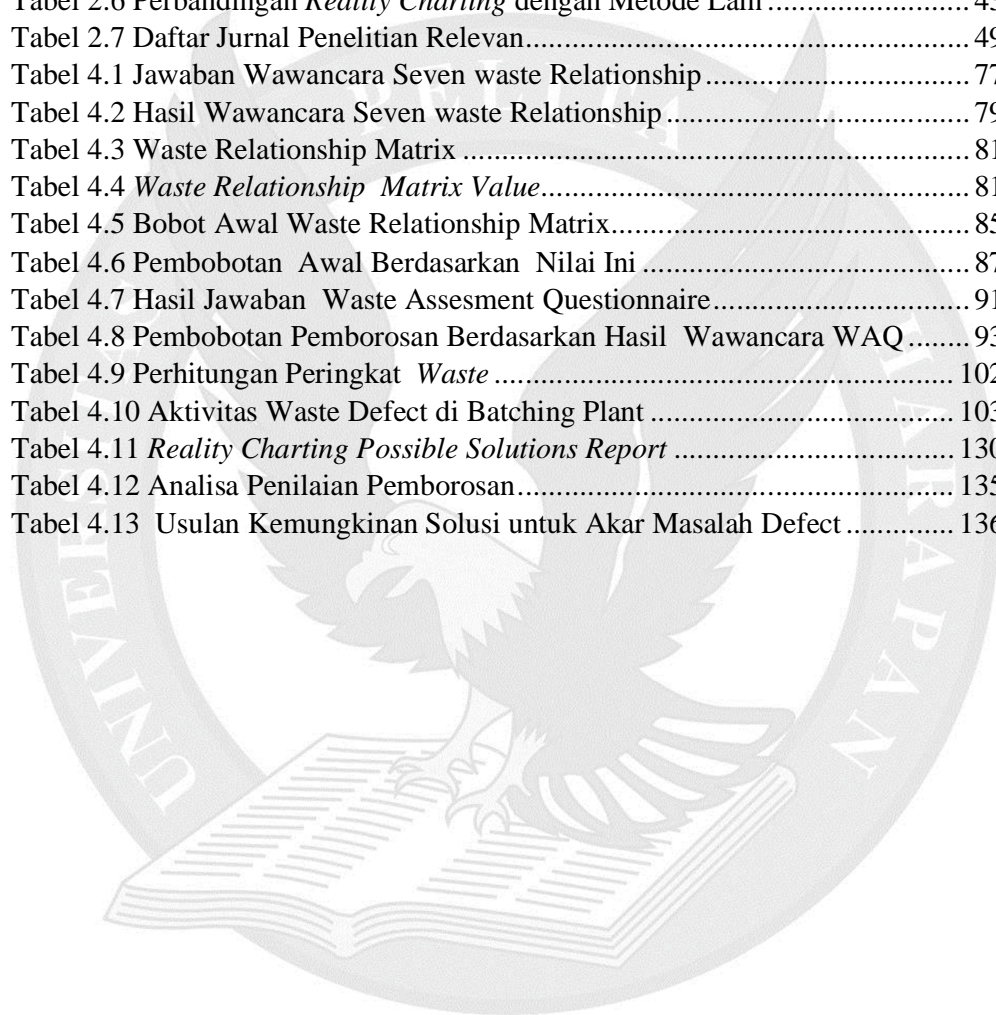 Tabel 2.6 Perbandingan Reality Charting dengan Metode Lain
Tabel 2.7 Daftar Jurnal Penelitian Relevan.......... 49
Tabel 4.1 Jawaban Wawancara Seven waste Relationship.......... 77
Tabel 4.2 Hasil Wawancara Seven waste Relationship.......... 79
Tabel 4.3 Waste Relationship Matrix.......... 81
Tabel 4.4 Waste Relationship Matrix Value.......... 81
Tabel 4.5 Bobot Awal Waste Relationship Matrix.......... 85
Tabel 4.6 Pembobotan Awal Berdasarkan Nilai Ini.......... 87
Tabel 4.7 Hasil Jawaban Waste Assesment Questionnaire.......... 91
Tabel 4.8 Pembobotan Pemborosan Berdasarkan Hasil Wawancara WAQ........ 93
Tabel 4.9 Perhitungan Peringkat Waste.......... 102
Tabel 4.10 Aktivitas Waste Defect di Batching Plant.......... 103
Tabel 4.11 Reality Charting Possible Solutions Report.......... 130
Tabel 4.12 Analisa Penilaian Pemborosan.......... 135
Tabel 4.13 Usulan Kemungkinan Solusi untuk Akar Masalah Defect.......... 136
UNIVERSITAS PELITA HARAPAN